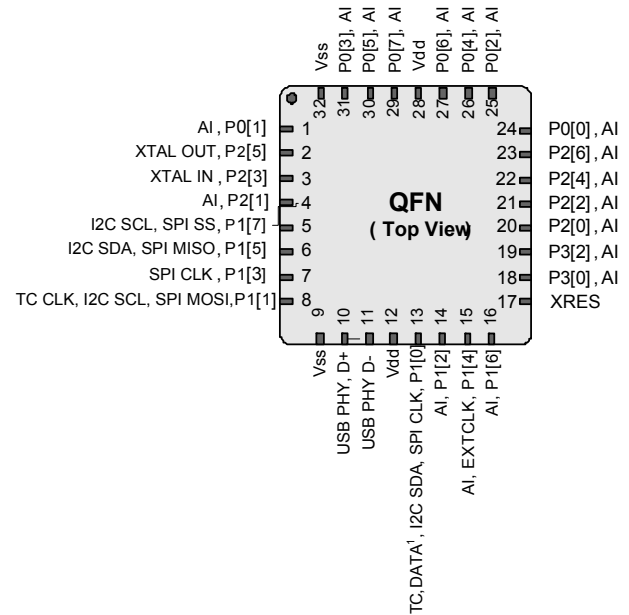 Vss
P0[3], AI
P0[5], AI
P0[7], AI
Vdd
P0[6], AI
P0[4], AI
P0[2], AI
32
31
30
29
28
27
26
25
AI , P0[1]
1
XTAL OUT, P2[5]
2
XTAL IN , P2[3]
3
AI, P2[1]
4
I2C SCL, SPI SS, P1[7]
5
I2C SDA, SPI MISO, P1[5]
6
SPI CLK , P1[3]
7
TC CLK, I2C SCL, SPI MOSI,P1[1]
8
QFN
( Top View)
24
P0[0] , AI
23
P2[6] , AI
22
P2[4] , AI
21
P2[2] , AI
20
P2[0] , AI
19
P3[2] , AI
18
P3[0] , AI
17
XRES
9
10
11
12
13
14
15
16
Vss
USB PHY, D+
USB PHY D-
Vdd
TC, DATA¹, I2C SDA, SPI CLK, P1[0]
AI, P1[2]
AI, EXTCLK, P1[4]
AI, P1[6]